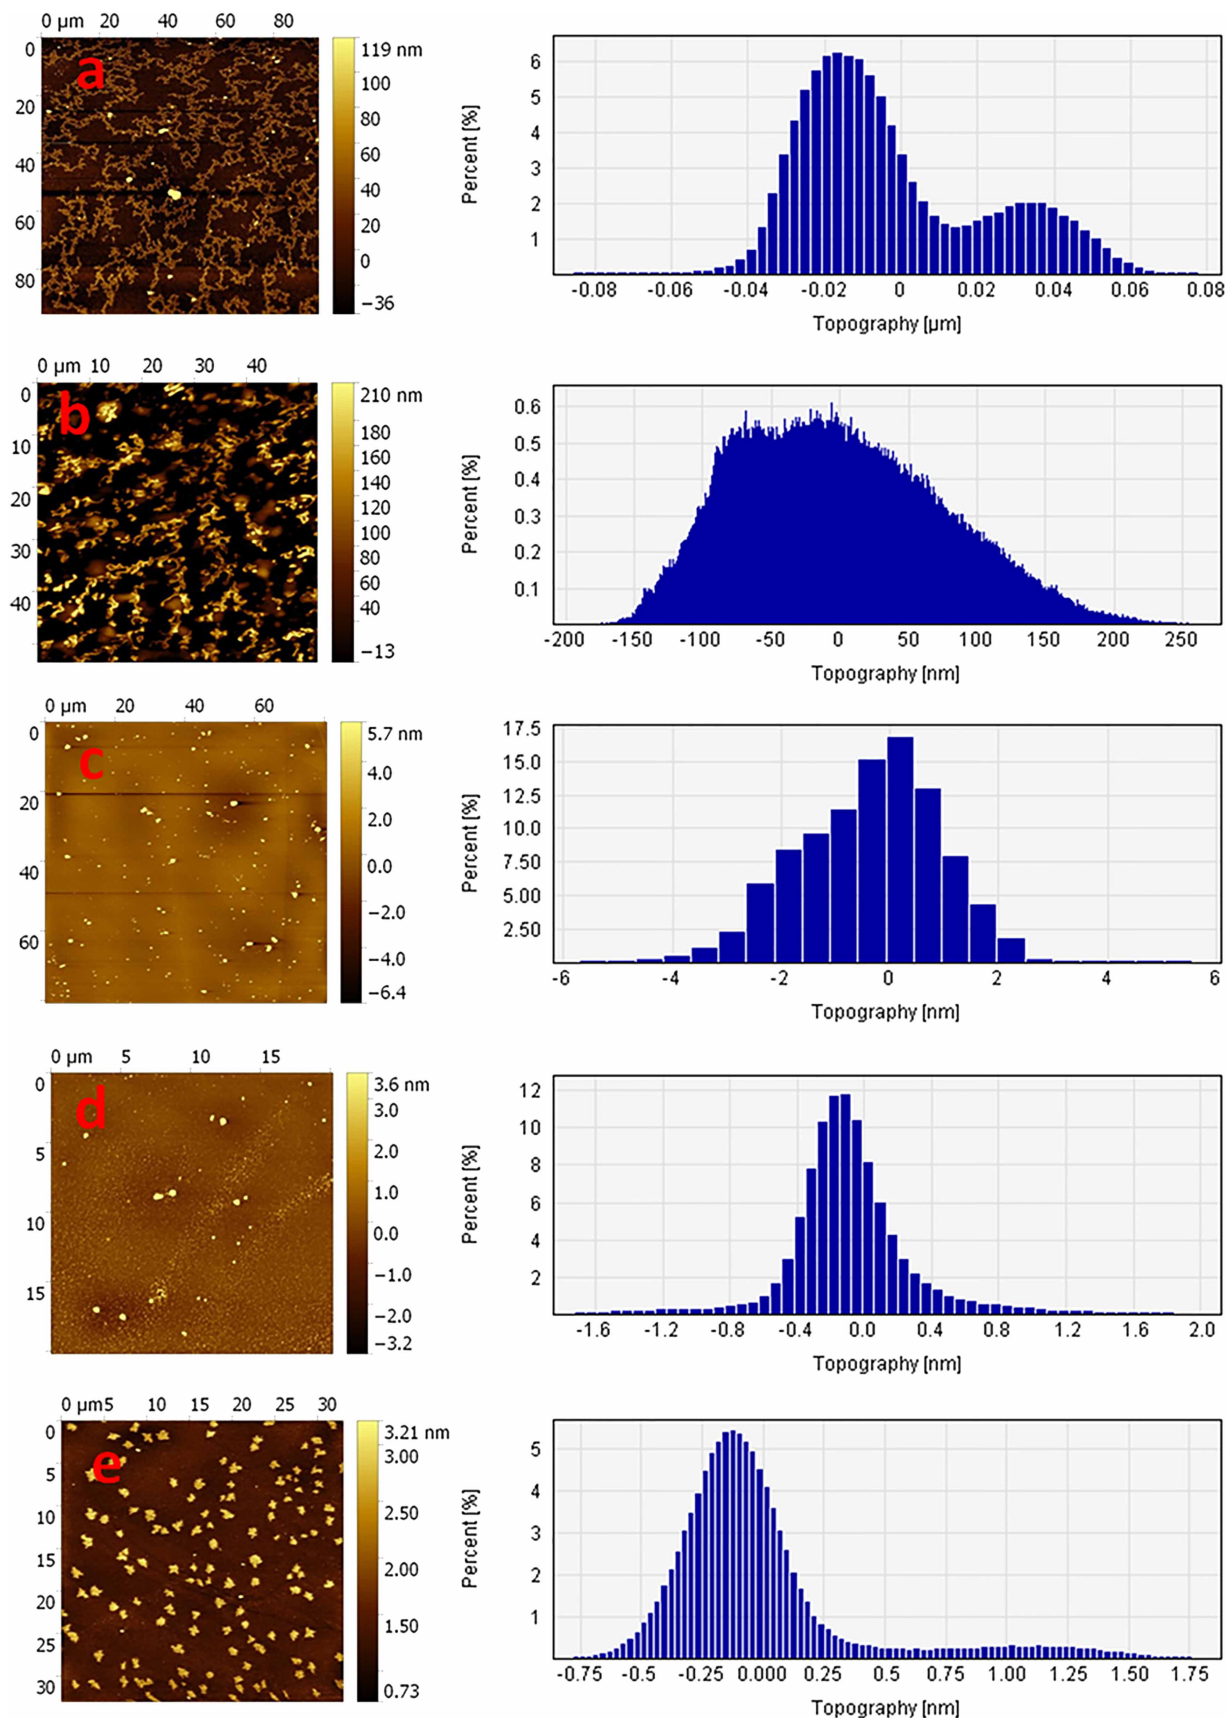 0 µm 20 40 60 80
0
20
40
60
80
a
119 nm
100
80
60
40
20
0
−36
Percent [%]
6
5
4
3
2
1
-0.08 -0.06 -0.04 -0.02 0 0.02 0.04 0.06 0.08
Topography [µm]
0 µm 10 20 30 40
0
10
20
30
40
b
210 nm
180
160
140
120
100
80
60
40
−13
Percent [%]
0.6
0.5
0.4
0.3
0.2
0.1
-200 -150 -100 -50 0 50 100 150 200 250
Topography [nm]
0 µm 20 40 60
0
20
40
60
c
5.7 nm
4.0
2.0
0.0
−2.0
−4.0
−6.4
Percent [%]
17.5
15.0
12.5
10.0
7.50
5.00
2.50
-6 -4 -2 0 2 4 6
Topography [nm]
0 µm 5 10 15
0
5
10
15
d
3.6 nm
3.0
2.0
1.0
0.0
−1.0
−2.0
−3.2
Percent [%]
12
10
8
6
4
2
-1.6 -1.2 -0.8 -0.4 0.0 0.4 0.8 1.2 1.6 2.0
Topography [nm]
0 µm5 10 15 20 25 30
0
5
10
15
20
25
30
e
3.21 nm
3.00
2.50
2.00
1.50
0.73
Percent [%]
5
4
3
2
1
-0.75 -0.5 -0.25 0.000 0.25 0.5 0.75 1.00 1.25 1.50 1.75
Topography [nm]